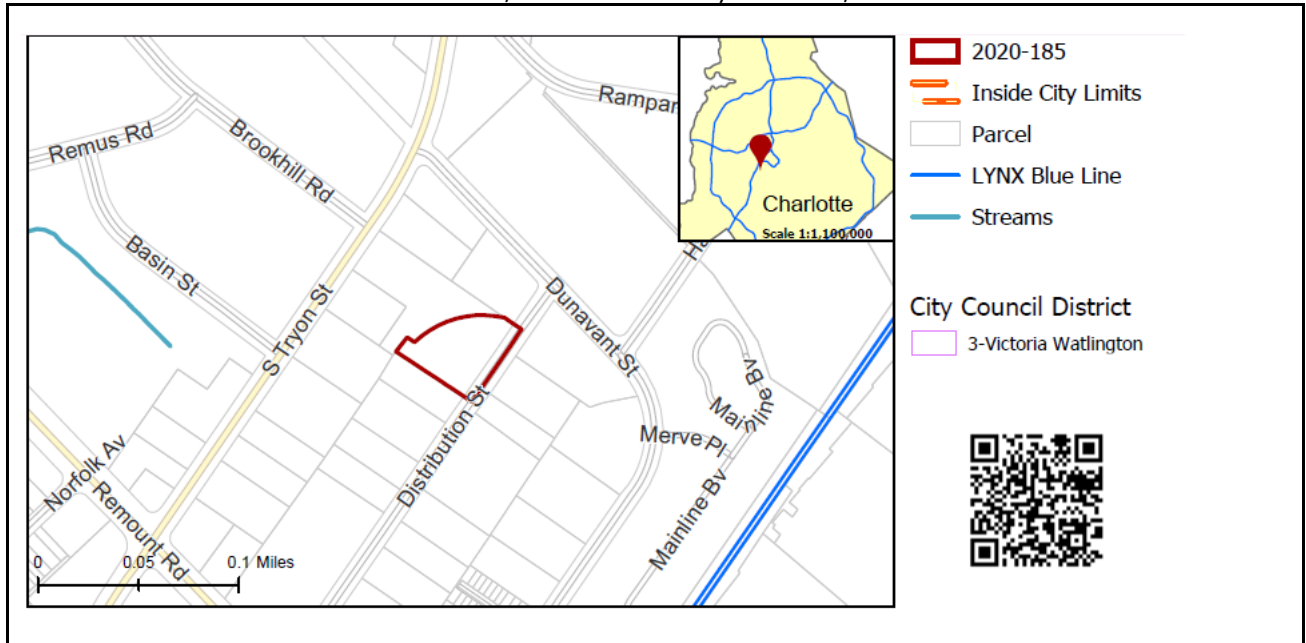 2020-185
Inside City Limits
Parcel
LYNX Blue Line
Streams
City Council District
3-Victoria Watlington
Charlotte
Scale 1:1,100,000
Remus Rd
Brookhill Rd
Basin St
S Tryon St
Dunavant St
Distribution St
Merve Pl
Mainline Bv
Mainline Bv
Norfolk Av
Remount Rd
0 0.05 0.1 Miles